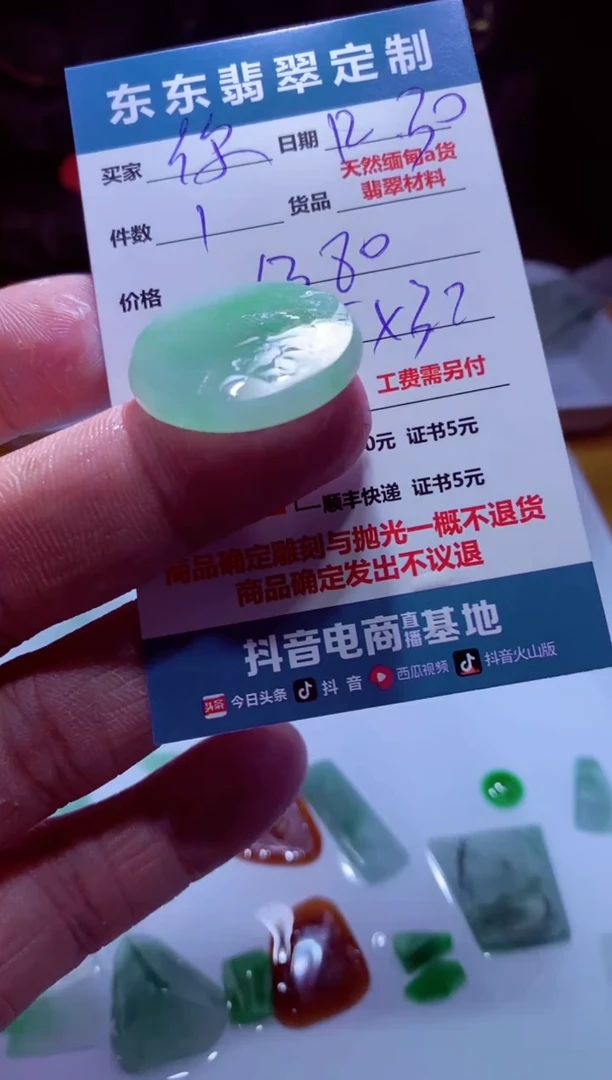 东东翡翠定制
买家 徐 日期 12 30
天然缅甸a货
件数 1 货品 翡翠材料
价格 1380
x32
工费需另付
0元 证书5元
顺丰快递 证书5元
商品确定雕刻与抛光一概不退货
商品确定发出不议退
抖音电商直播基地
头条 今日头条 抖音 西瓜视频 抖音火山版